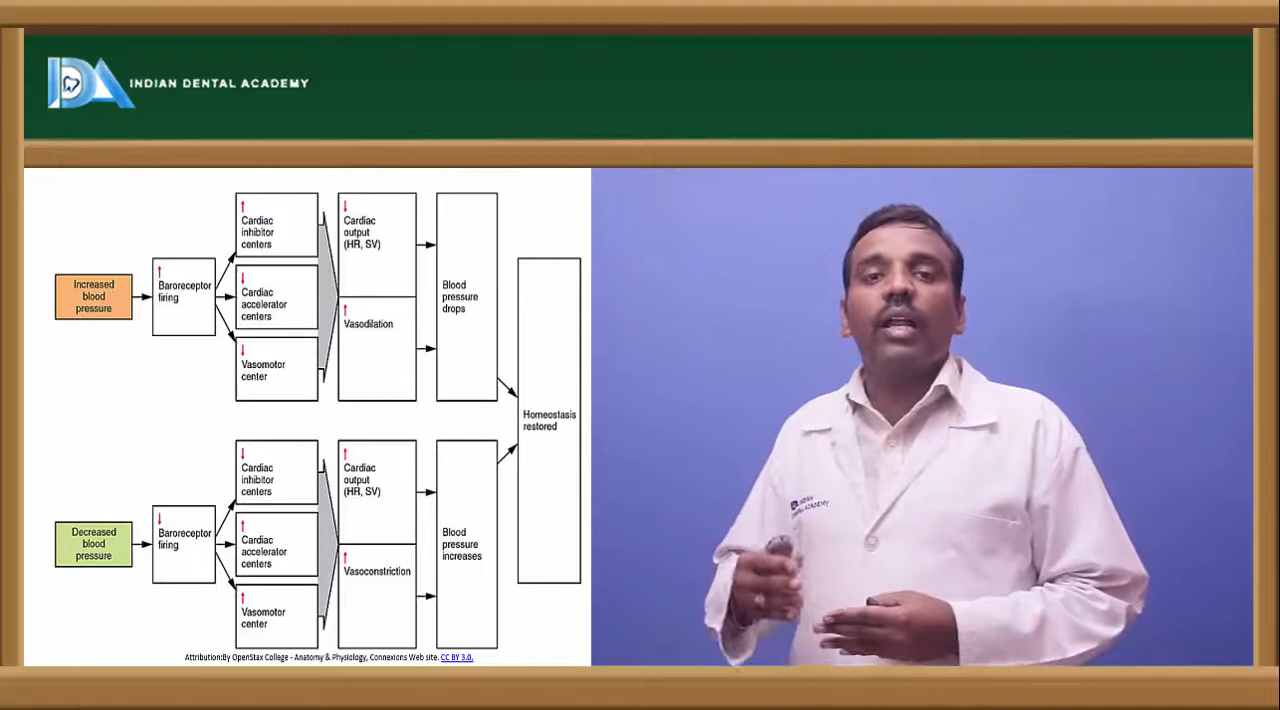 INDIAN DENTAL ACADEMY
Increased
blood
pressure
↑
Baroreceptor
firing
↑
Cardiac
inhibitor
centers
↓
Cardiac
accelerator
centers
↓
Vasomotor
center
↓
Cardiac
output
(HR, SV)
↑
Vasodilation
Blood
pressure
drops
Homeostasis
restored
Decreased
blood
pressure
↓
Baroreceptor
firing
↓
Cardiac
inhibitor
centers
↑
Cardiac
accelerator
centers
↑
Vasomotor
center
↑
Cardiac
output
(HR, SV)
↑
Vasoconstriction
Blood
pressure
increases
Attribution:By OpenStax College - Anatomy & Physiology, Connexions Web site. CC BY 3.0.
INDIAN
DENTAL ACADEMY